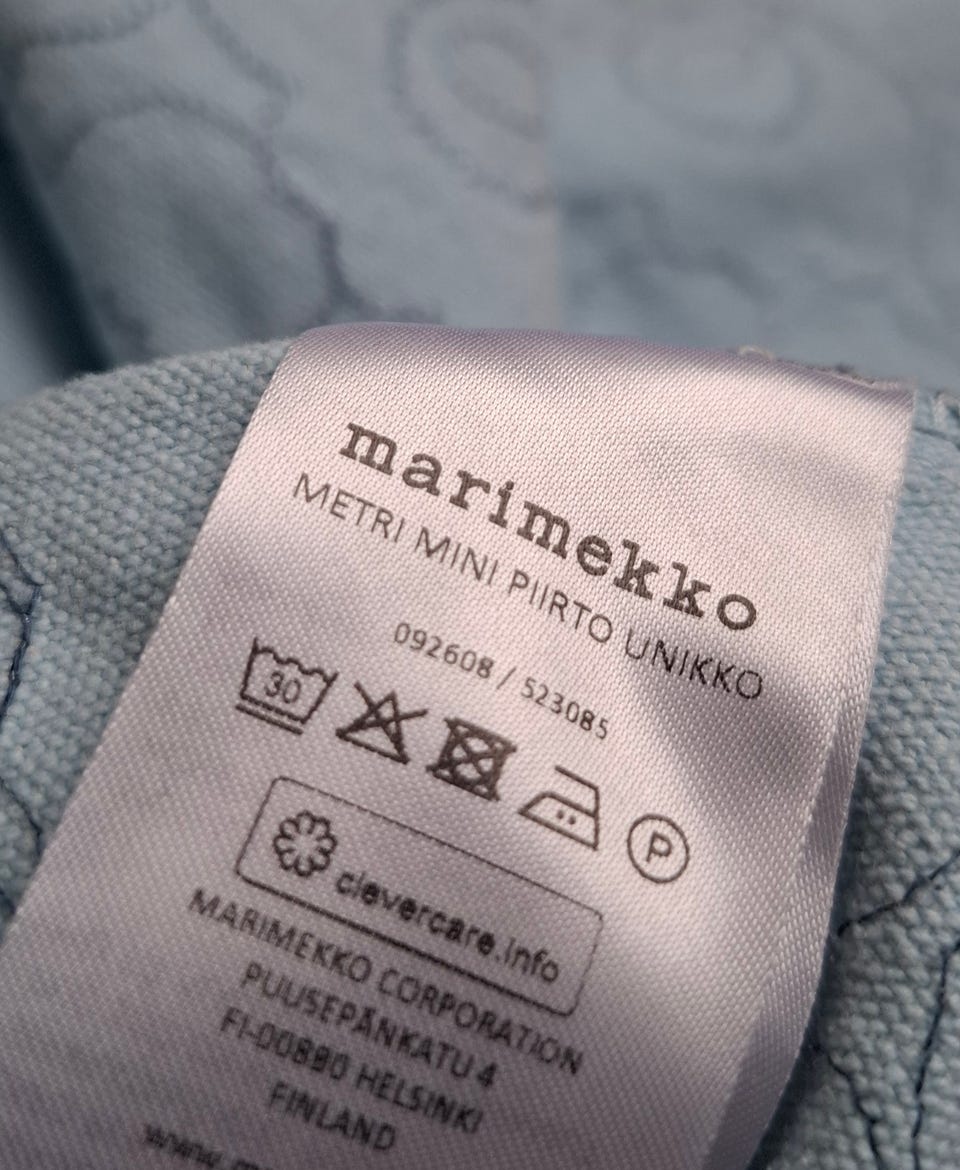 marimekko
METRI MINI PIIRTO UNIKKO
092608 / 523085
30
P
clevercare.info
MARIMEKKO CORPORATION
PUUSEPÄNKATU 4
FI-00880 HELSINKI
FINLAND